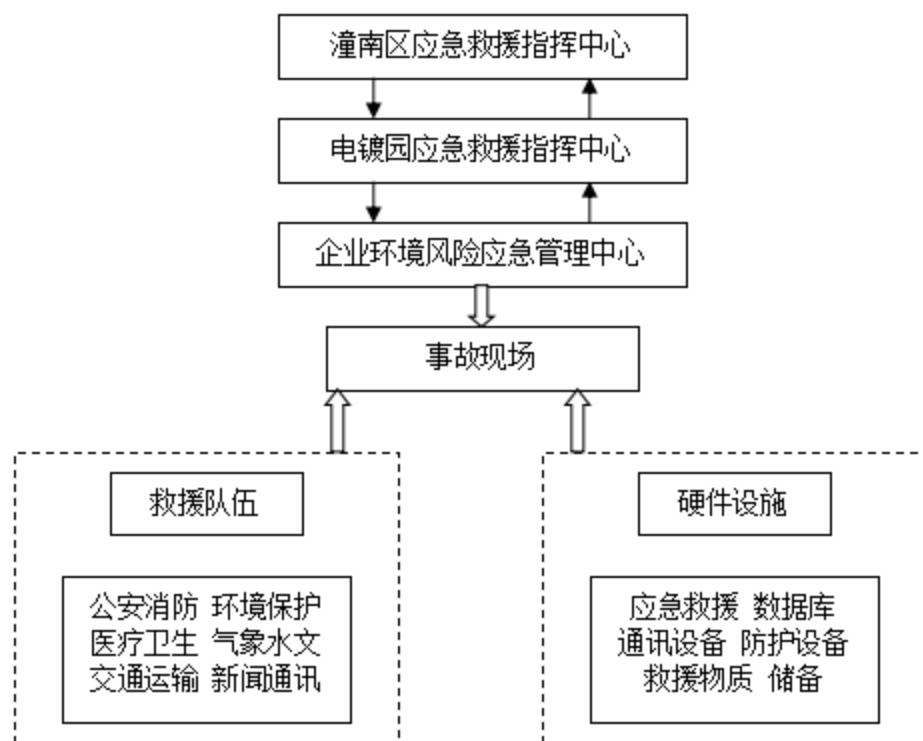 潼南区应急救援指挥中心
电镀园应急救援指挥中心
企业环境风险应急管理中心
事故现场
救援队伍
公安消防 环境保护
医疗卫生 气象水文
交通运输 新闻通讯
硬件设施
应急救援 数据库
通讯设备 防护设备
救援物质 储备